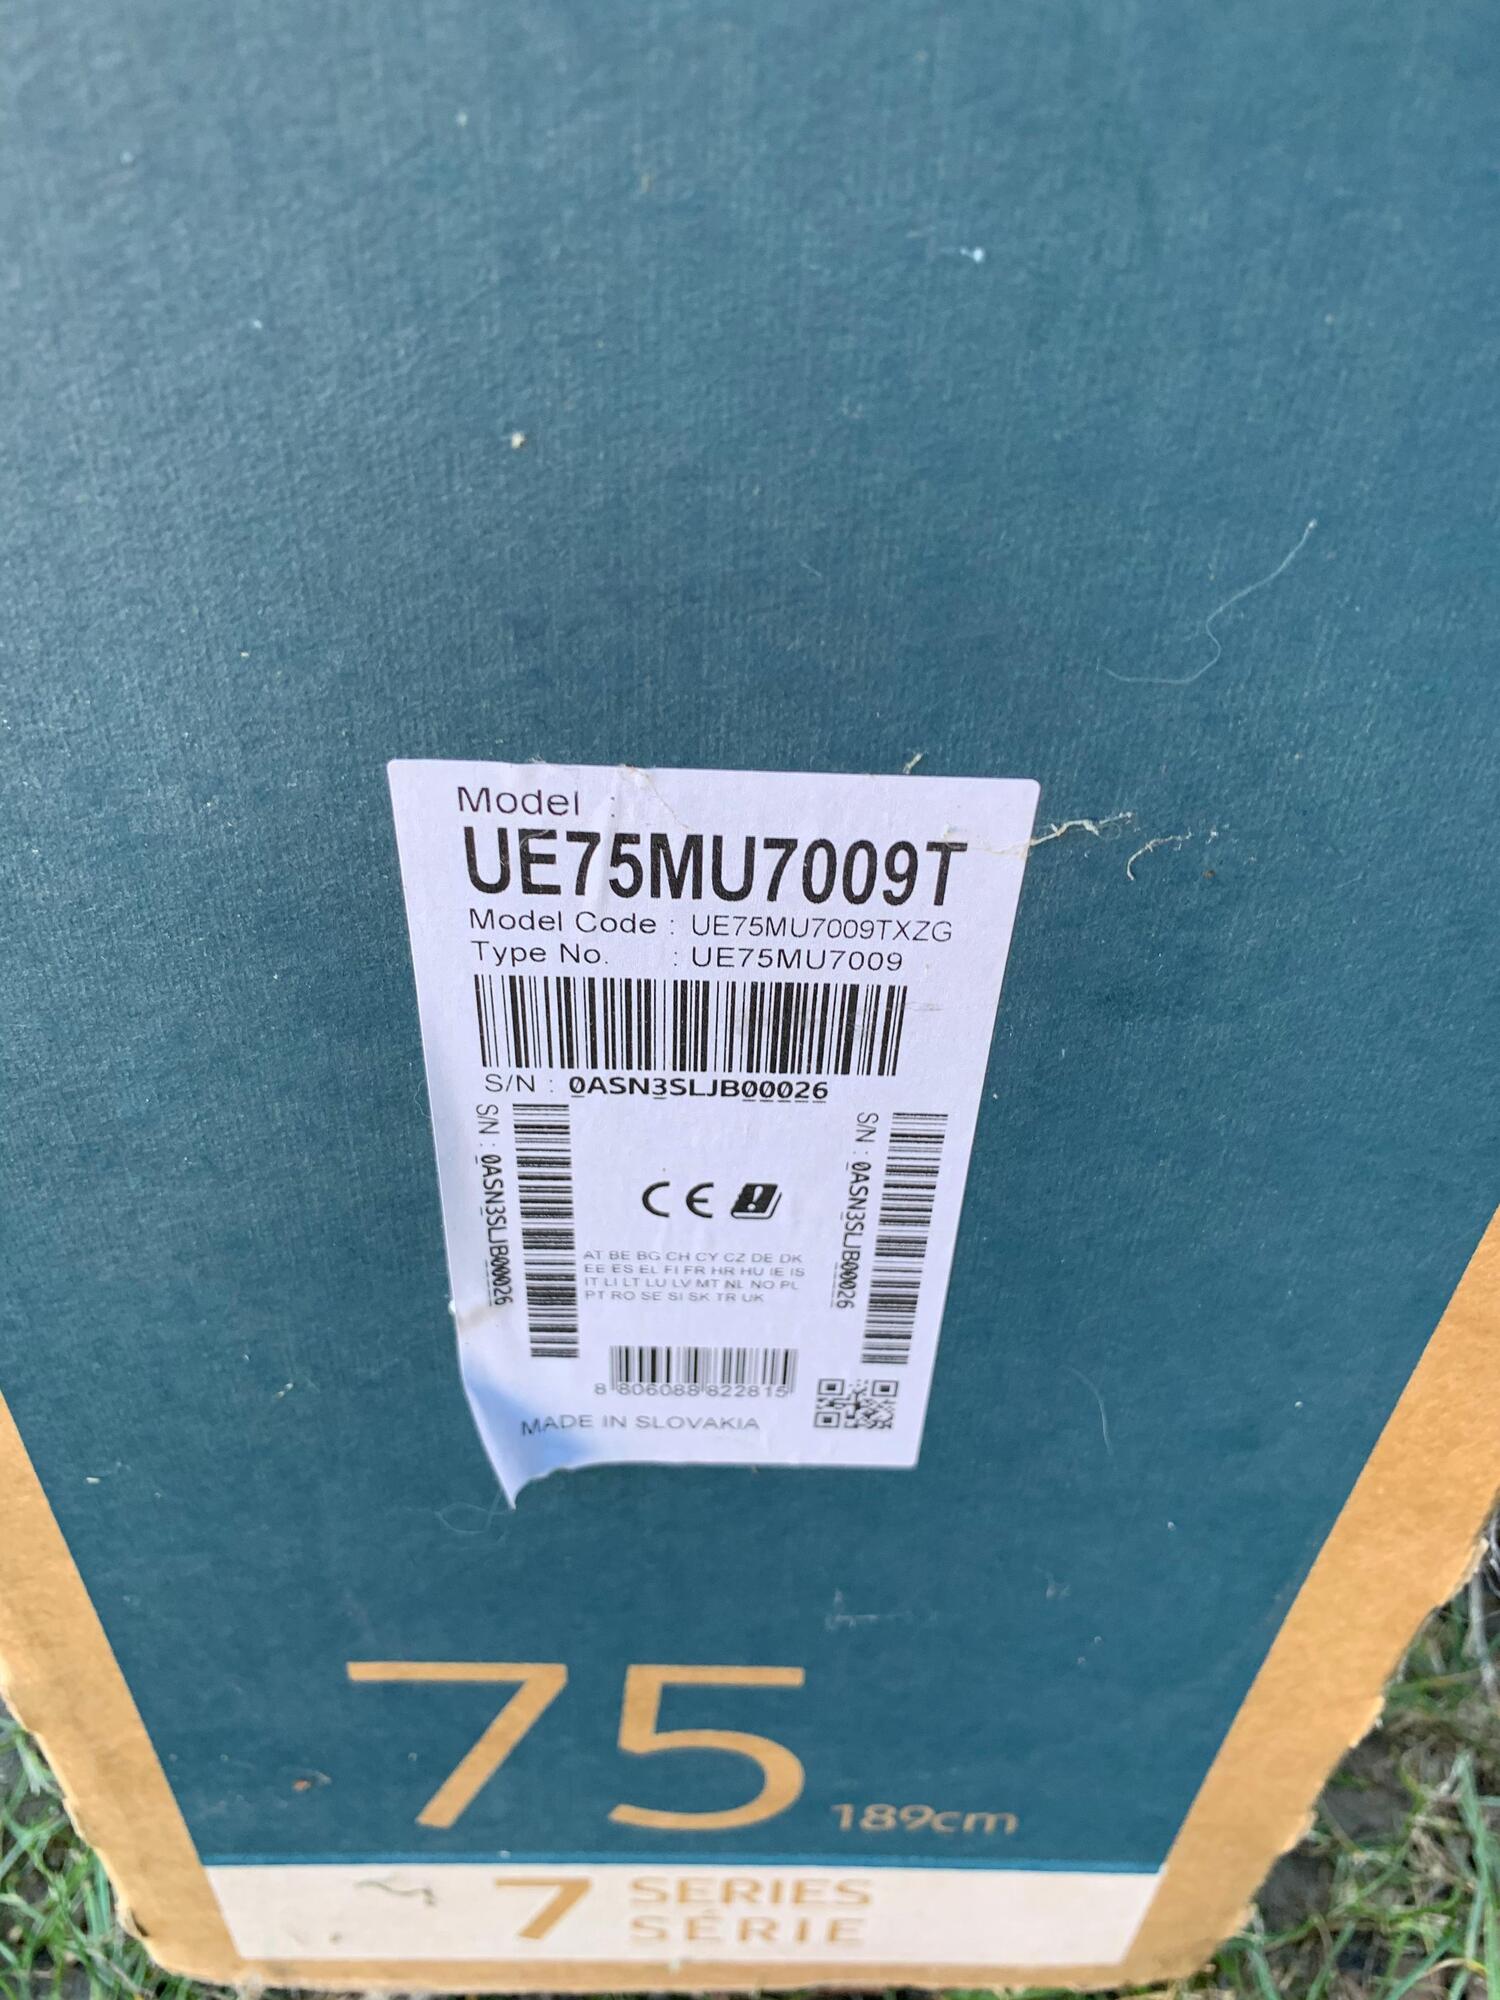 Model :
UE75MU7009T
Model Code : UE75MU7009TXZG
Type No. : UE75MU7009
S/N : 0ASN3SLJB00026
S/N : 0ASN3SLJB00026
S/N : 0ASN3SLJB00026
CE
AT BE BG CH CY CZ DE DK
EE ES EL FI FR HR HU IE IS
IT LI LT LU LV MT NL NO PL
PT RO SE SI SK TR UK
8 806088 822815
MADE IN SLOVAKIA
75 189cm
7 SERIES
SÉRIE